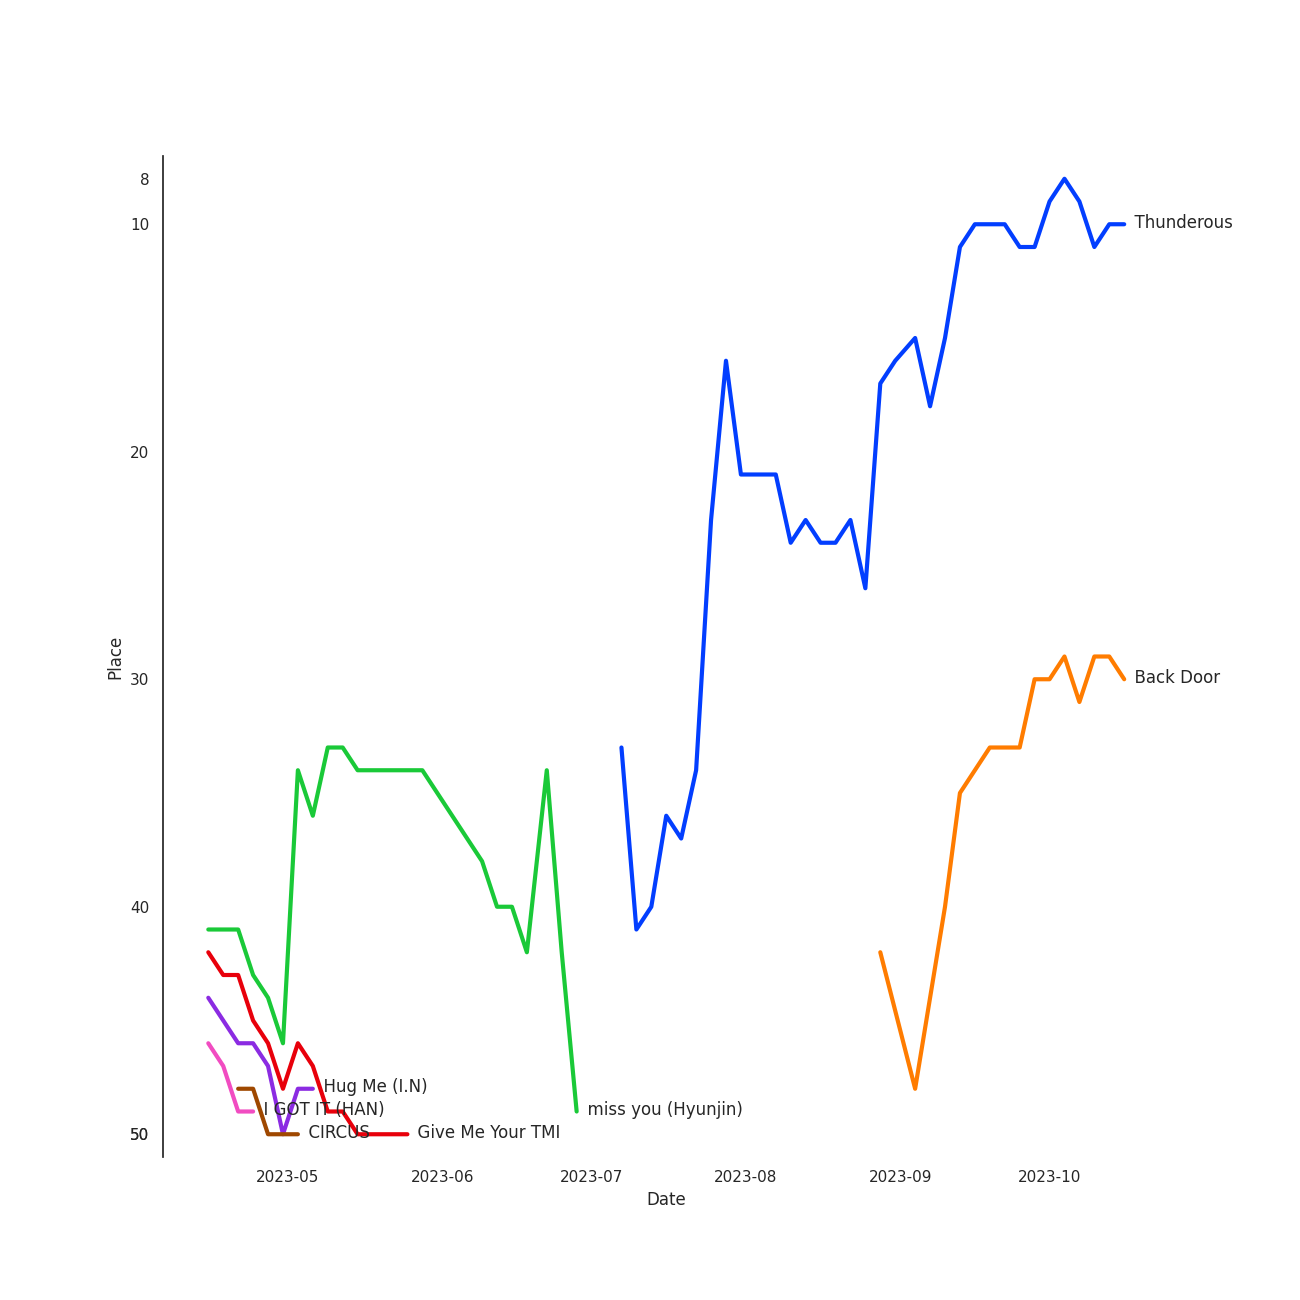 8
10
Thunderous
20
Place
30
Back Door
40
Hug Me (I.N)
I GOT IT (HAN)
miss you (Hyunjin)
CIRCUS
Give Me Your TMI
50
2023-05
2023-06
2023-07
2023-08
2023-09
2023-10
Date